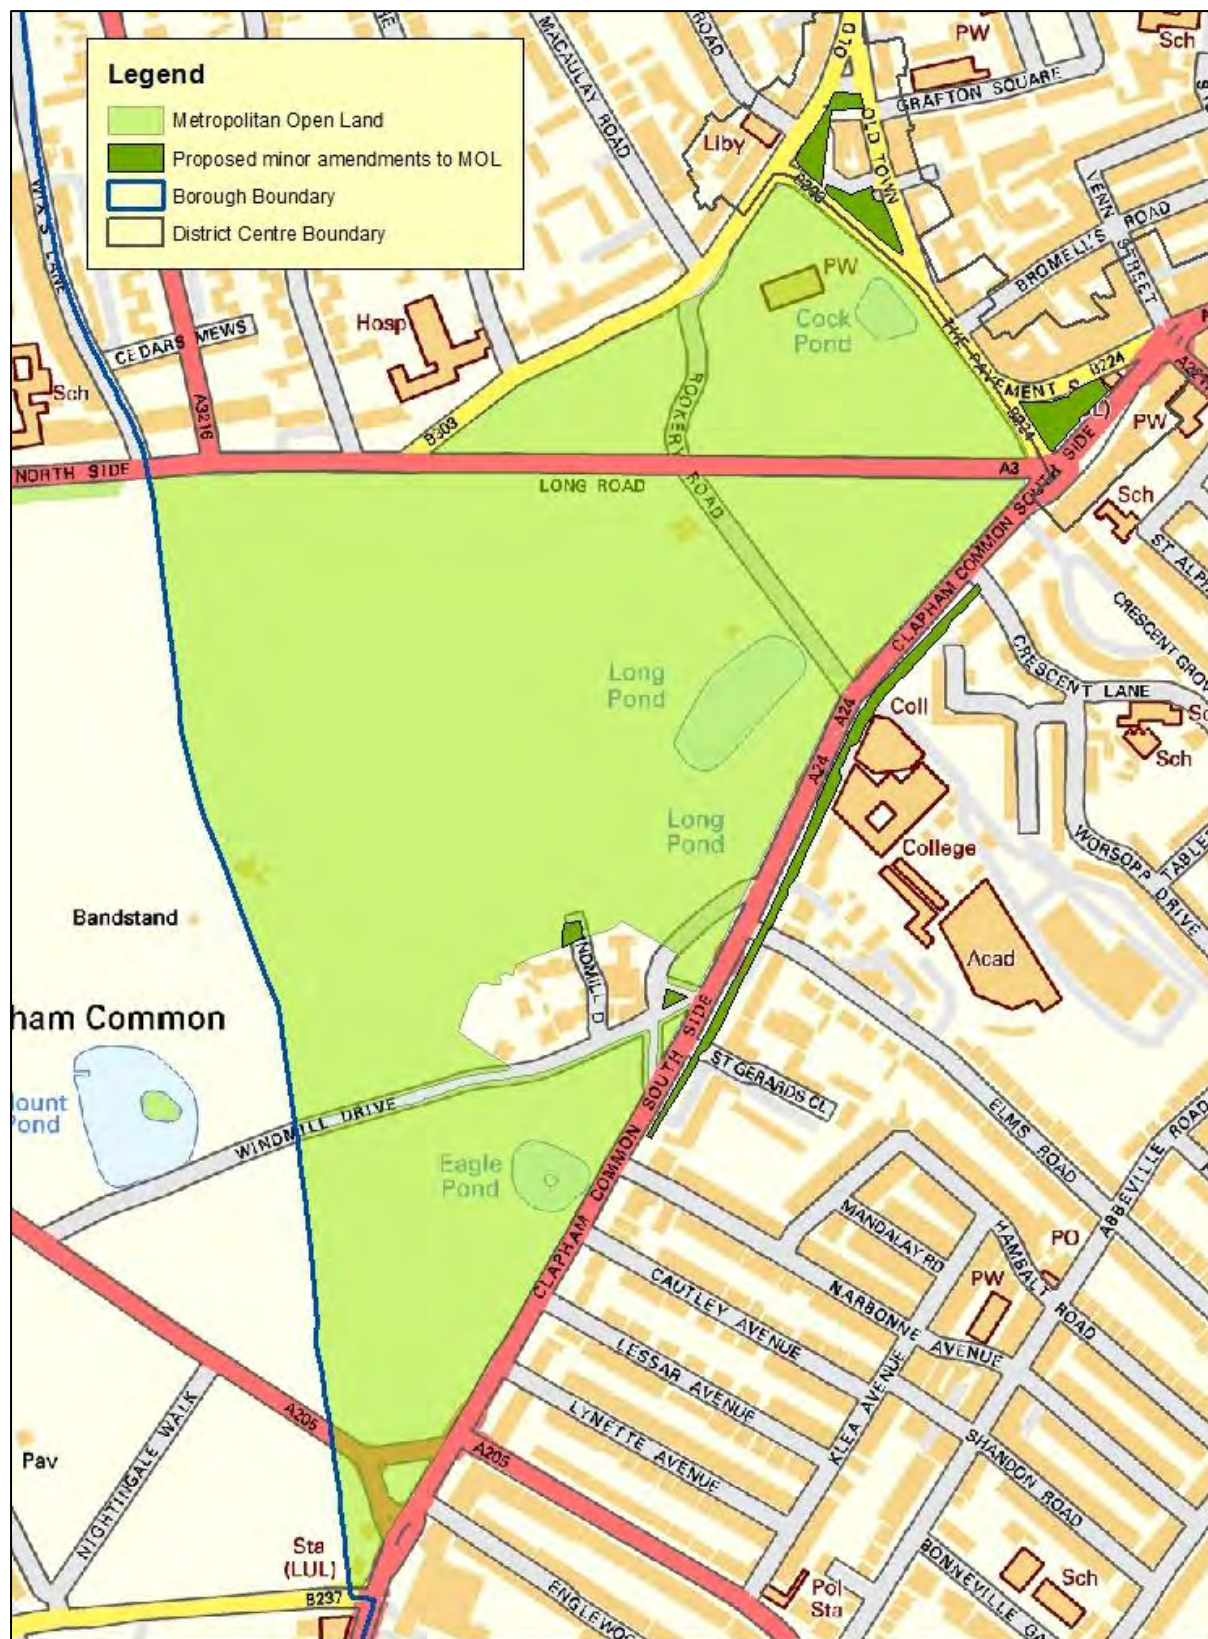 Legend
Metropolitan Open Land
Proposed minor amendments to MOL
Borough Boundary
District Centre Boundary
MACAULAY
ROAD
ROAD
OLD
PW
Sch
GRAFTON SQUARE
OLD TOWN
Liby
VENN STREET
BROMELL'S ROAD
PW
Cock
Pond
THE PAVEMENT
B224
B224
B303
Hosp
CEDARS MEWS
Sch
A3216
ROOKERY
ROAD
PW
NORTH SIDE
LONG ROAD
A3
CLAPHAM COMMON SOUTH SIDE
Sch
CRESCENT LANE
Long
Pond
A24
A24
Coll
Sch
Long
Pond
College
WORSOPP DRIVE
Bandstand
Acad
ham Common
ount
ond
WINDMILL DRIVE
NDMILL D
ST GERARDS CL
ELMS ROAD
ABBEVILLE ROAD
Eagle
Pond
CLAPHAM COMMON SOUTH SIDE
MANDALAY RD
HAMBALT ROAD
PO
PW
CAUTLEY AVENUE
NARBONNE AVENUE
LESSAR AVENUE
LYNETTE AVENUE
KLEA AVENUE
SHANDON ROAD
A205
A205
NIGHTINGALE WALK
Pav
Sta
(LUL)
B237
Pol
Sta
Sch
BONNEVILLE GA
ENGLEWOO